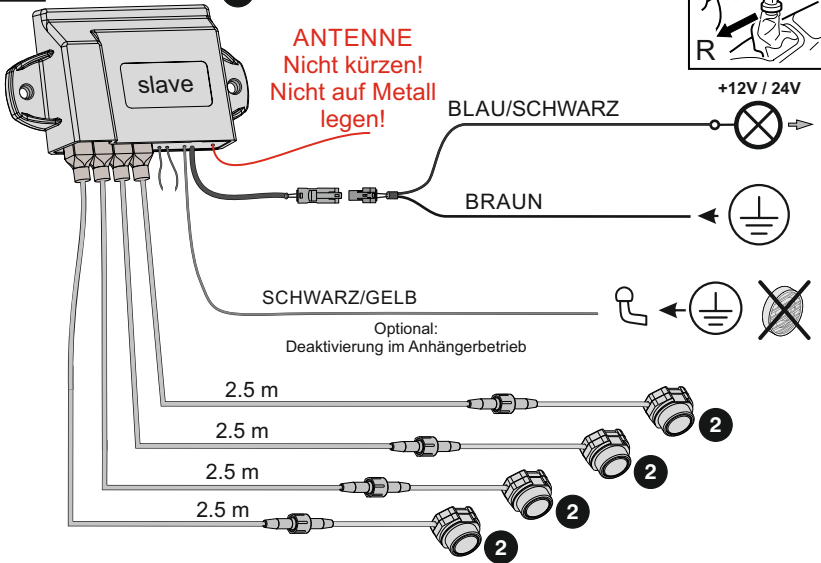 slave
ANTENNE
Nicht kürzen!
Nicht auf Metall
legen!
R
+12V / 24V
BLAU/SCHWARZ
BRAUN
SCHWARZ/GELB
Optional:
Deaktivierung im Anhängerbetrieb
2.5 m
2
2.5 m
2
2.5 m
2
2.5 m
2